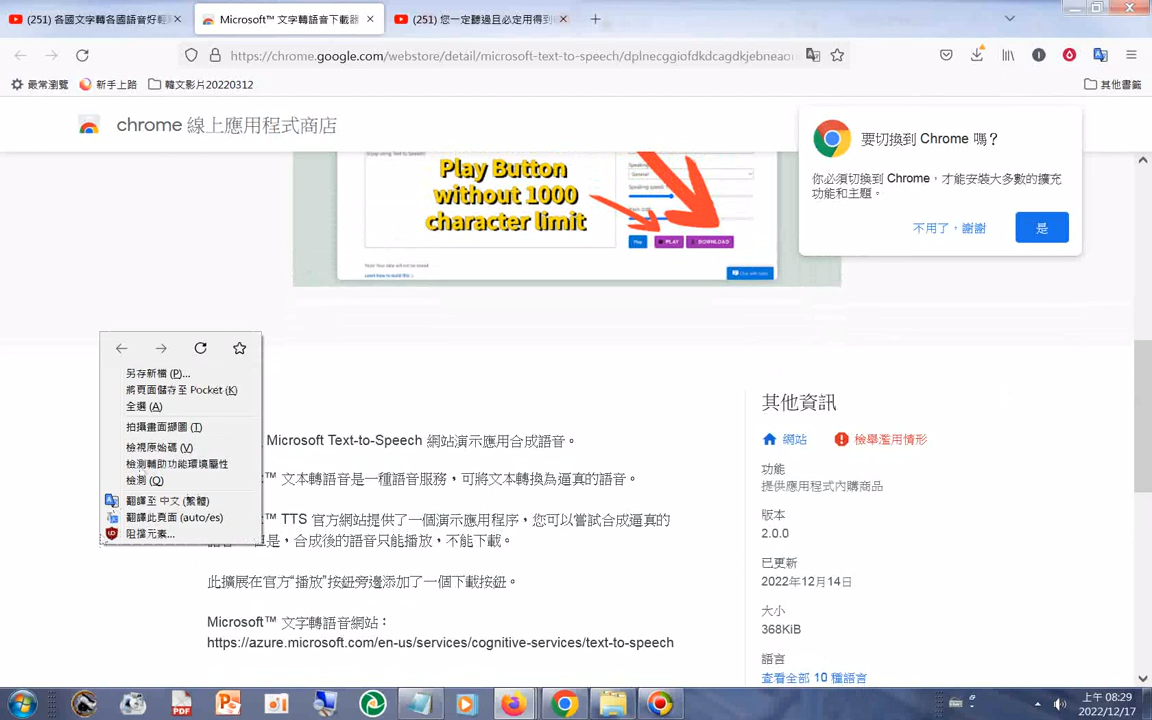 (251) 各國文字轉各國語音好輕
Microsoft™ 文字轉語音下載器
(251) 您一定聽過且必定用得到
https://chrome.google.com/webstore/detail/microsoft-text-to-speech/dplnecggiofdkdcagdkjebneaom
最常瀏覽
新手上路
韓文影片20220312
其他書籤
chrome 線上應用程式商店
要切換到 Chrome 嗎？
你必須切換到 Chrome，才能安裝大多數的擴充
功能和主題。
不用了，謝謝
是
Play Button
without 1000
character limit
General
Play
PLAY
DOWNLOAD
另存新檔 (P)...
將頁面儲存至 Pocket (K)
全選 (A)
拍攝畫面擷圖 (T)
檢視原始碼 (V)
檢測輔助功能環境屬性
檢測 (Q)
翻譯至 中文 (繁體)
翻譯此頁面 (auto/es)
阻擋元素...
Microsoft Text-to-Speech 網站演示應用合成語音。
™ 文本轉語音是一種語音服務，可將文本轉換為逼真的語音。
™ TTS 官方網站提供了一個演示應用程序，您可以嘗試合成逼真的
但是，合成後的語音只能播放，不能下載。
此擴展在官方“播放”按鈕旁邊添加了一個下載按鈕。
Microsoft™ 文字轉語音網站：
https://azure.microsoft.com/en-us/services/cognitive-services/text-to-speech
其他資訊
網站
檢舉濫用情形
功能
提供應用程式內購商品
版本
2.0.0
已更新
2022年12月14日
大小
368KiB
語言
查看全部 10 種語言
PDF
上午 08:29
2022/12/17